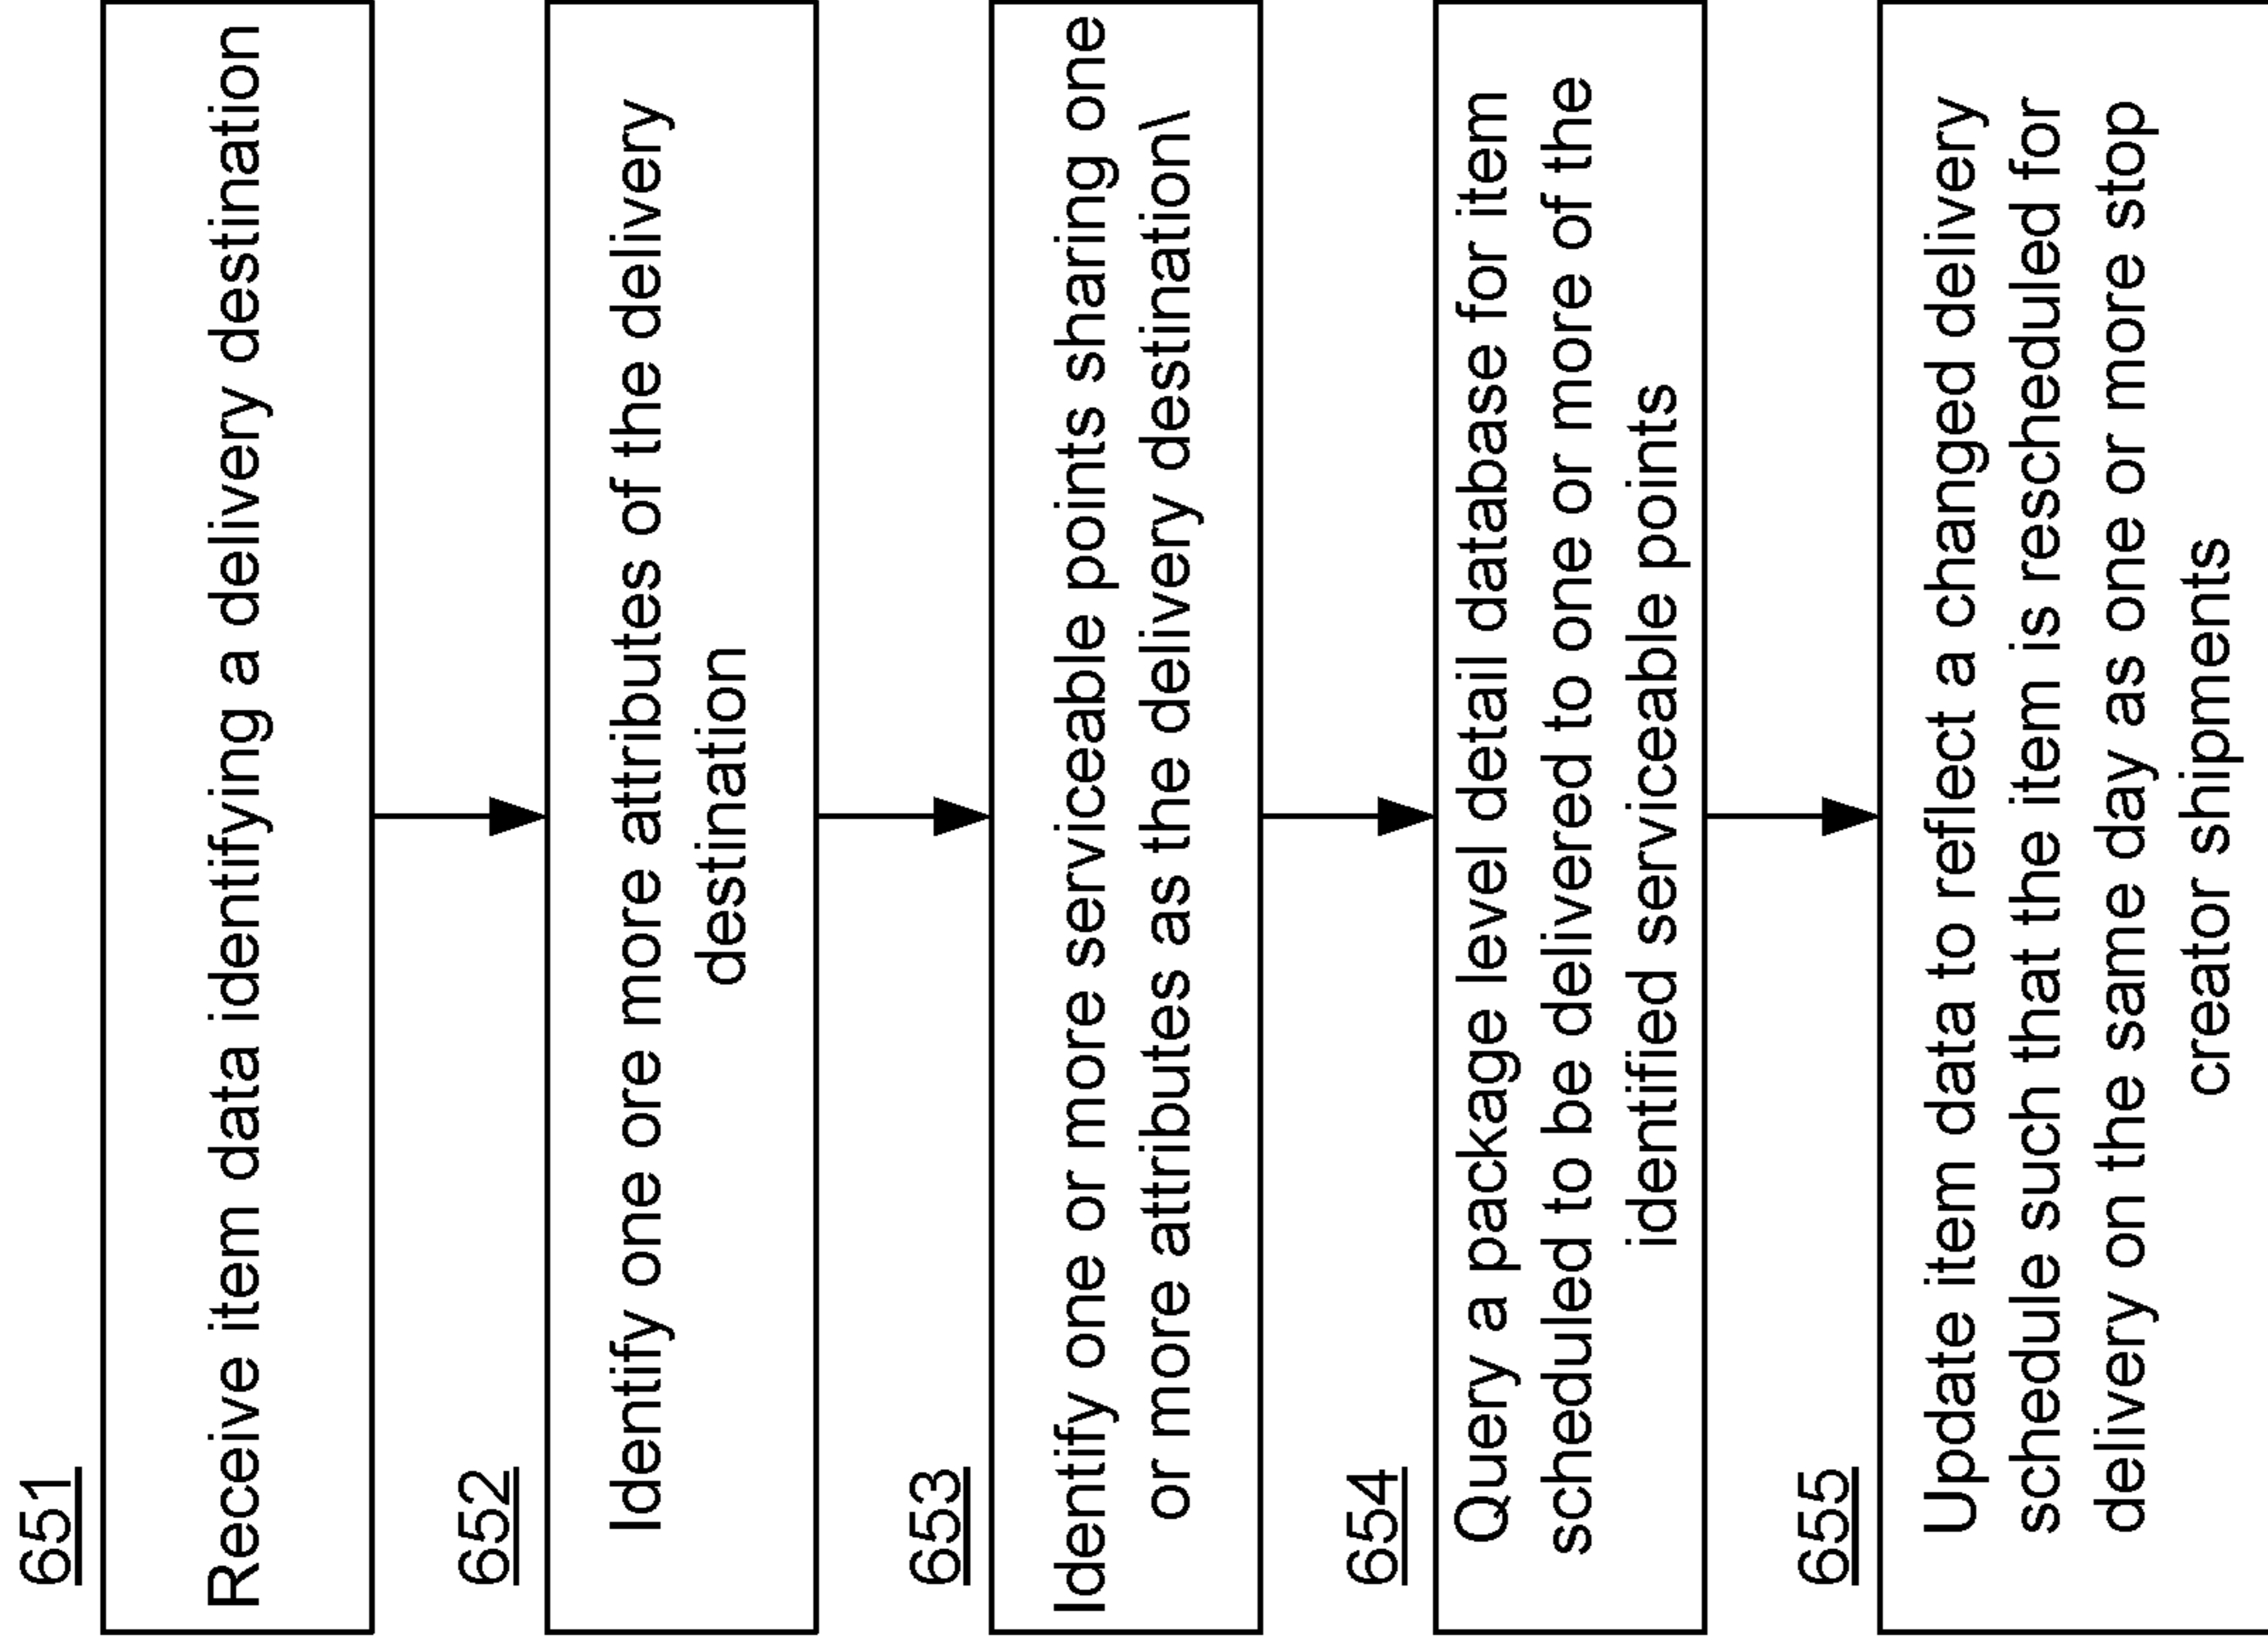 651
Receive item data identifying a delivery destination
652
Identify one ore more attributes of the delivery
destination
653
Identify one or more serviceable points sharing one
or more attributes as the delivery destination\
654
Query a package level detail database for item
scheduled to be delivered to one or more of the
identified serviceable points
655
Update item data to reflect a changed delivery
schedule such that the item is rescheduled for
delivery on the same day as one or more stop
creator shipments